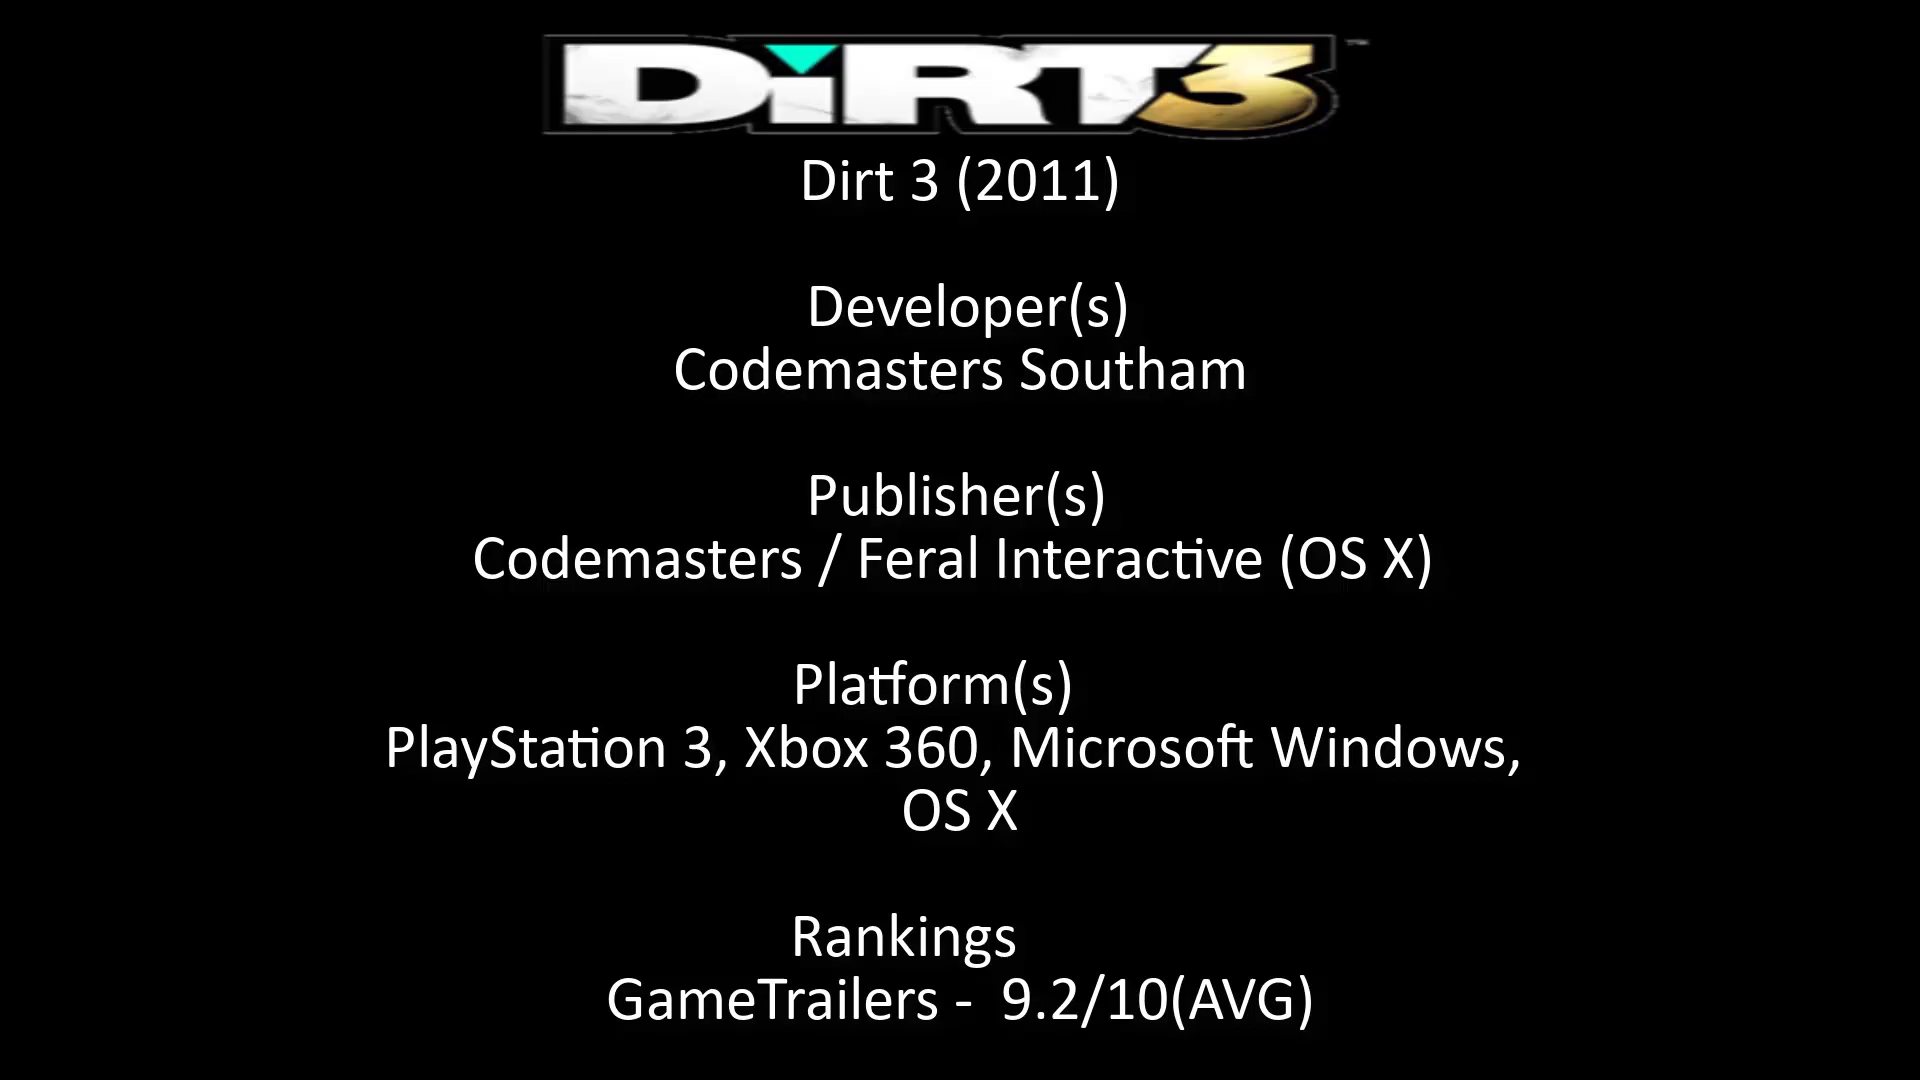 DiRT3™
Dirt 3 (2011)
Developer(s)
Codemasters Southam
Publisher(s)
Codemasters / Feral Interactive (OS X)
Platform(s)
PlayStation 3, Xbox 360, Microsoft Windows,
OS X
Rankings
GameTrailers -  9.2/10(AVG)